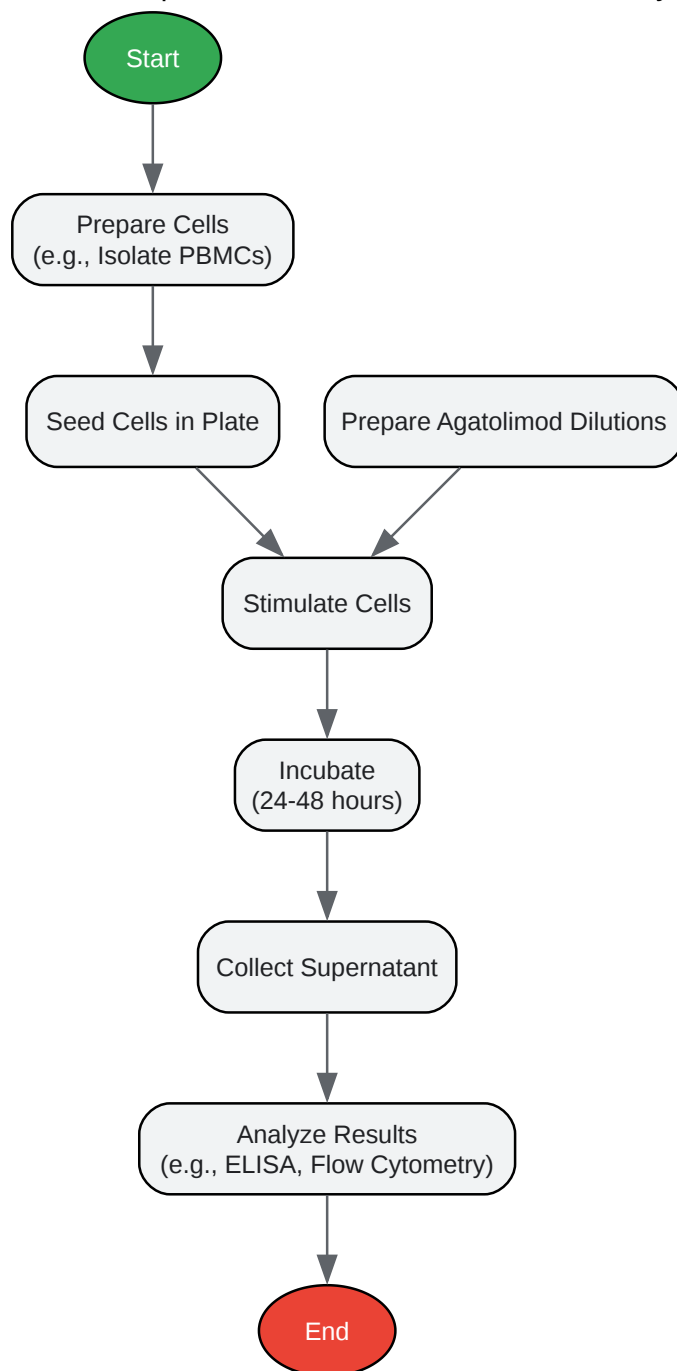 Start
Prepare Cells
(e.g., Isolate PBMCs)
Seed Cells in Plate
Prepare Agatolimod Dilutions
Stimulate Cells
Incubate
(24-48 hours)
Collect Supernatant
Analyze Results
(e.g., ELISA, Flow Cytometry)
End